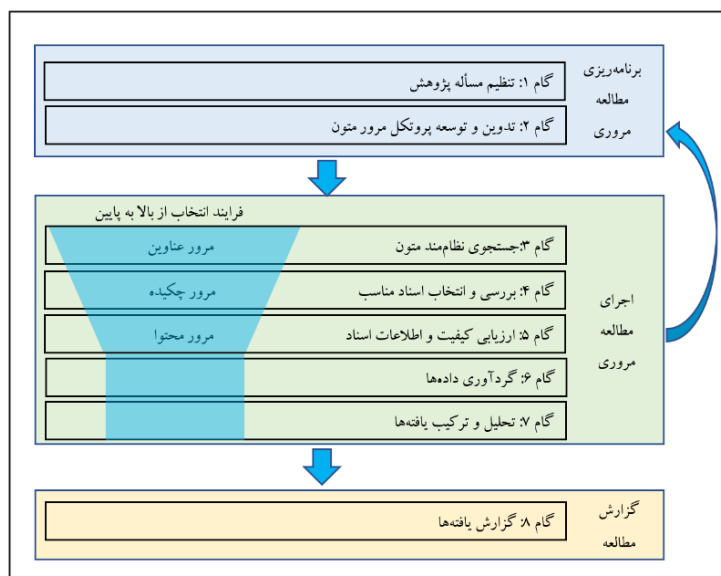 برنامه‌ریزی
مطالعه
مروری
گام ۱: تنظیم مسأله پژوهش
گام ۲: تدوین و توسعه پروتکل مرور متون
فرایند انتخاب از بالا به پایین
اجرای
مطالعه
مروری
گام ۳:جستجوی نظام‌مند متون
مرور عناوین
گام ۴: بررسی و انتخاب اسناد مناسب
مرور چکیده
گام ۵: ارزیابی کیفیت و اطلاعات اسناد
مرور محتوا
گام ۶: گردآوری داده‌ها
گام ۷: تحلیل و ترکیب یافته‌ها
گزارش
مطالعه
گام ۸: گزارش یافته‌ها